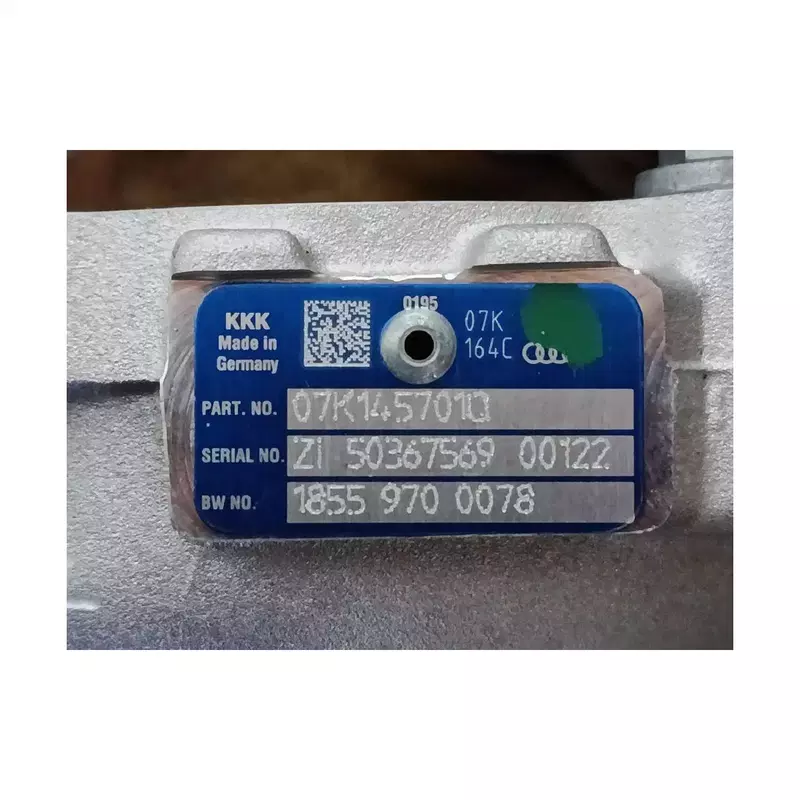 KKK
Made in
Germany
0195
07K
164C
PART. NO. 07K145701Q
SERIAL NO. ZI 50367569 00122
BW NO. 1855 970 0078